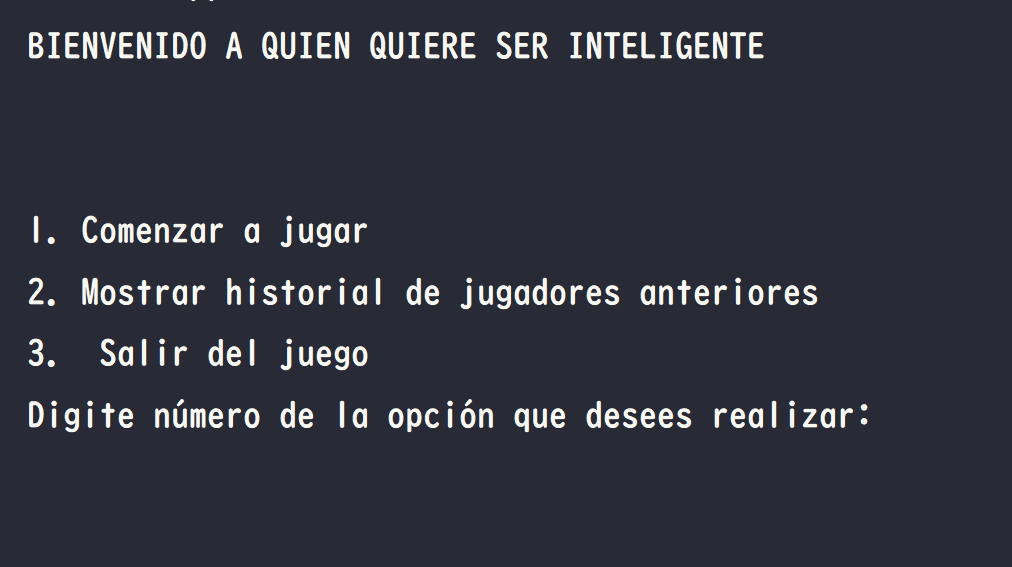 BIENVENIDO A QUIEN QUIERE SER INTELIGENTE
1. Comenzar a jugar
2. Mostrar historial de jugadores anteriores
3.  Salir del juego
Digite número de la opción que desees realizar: